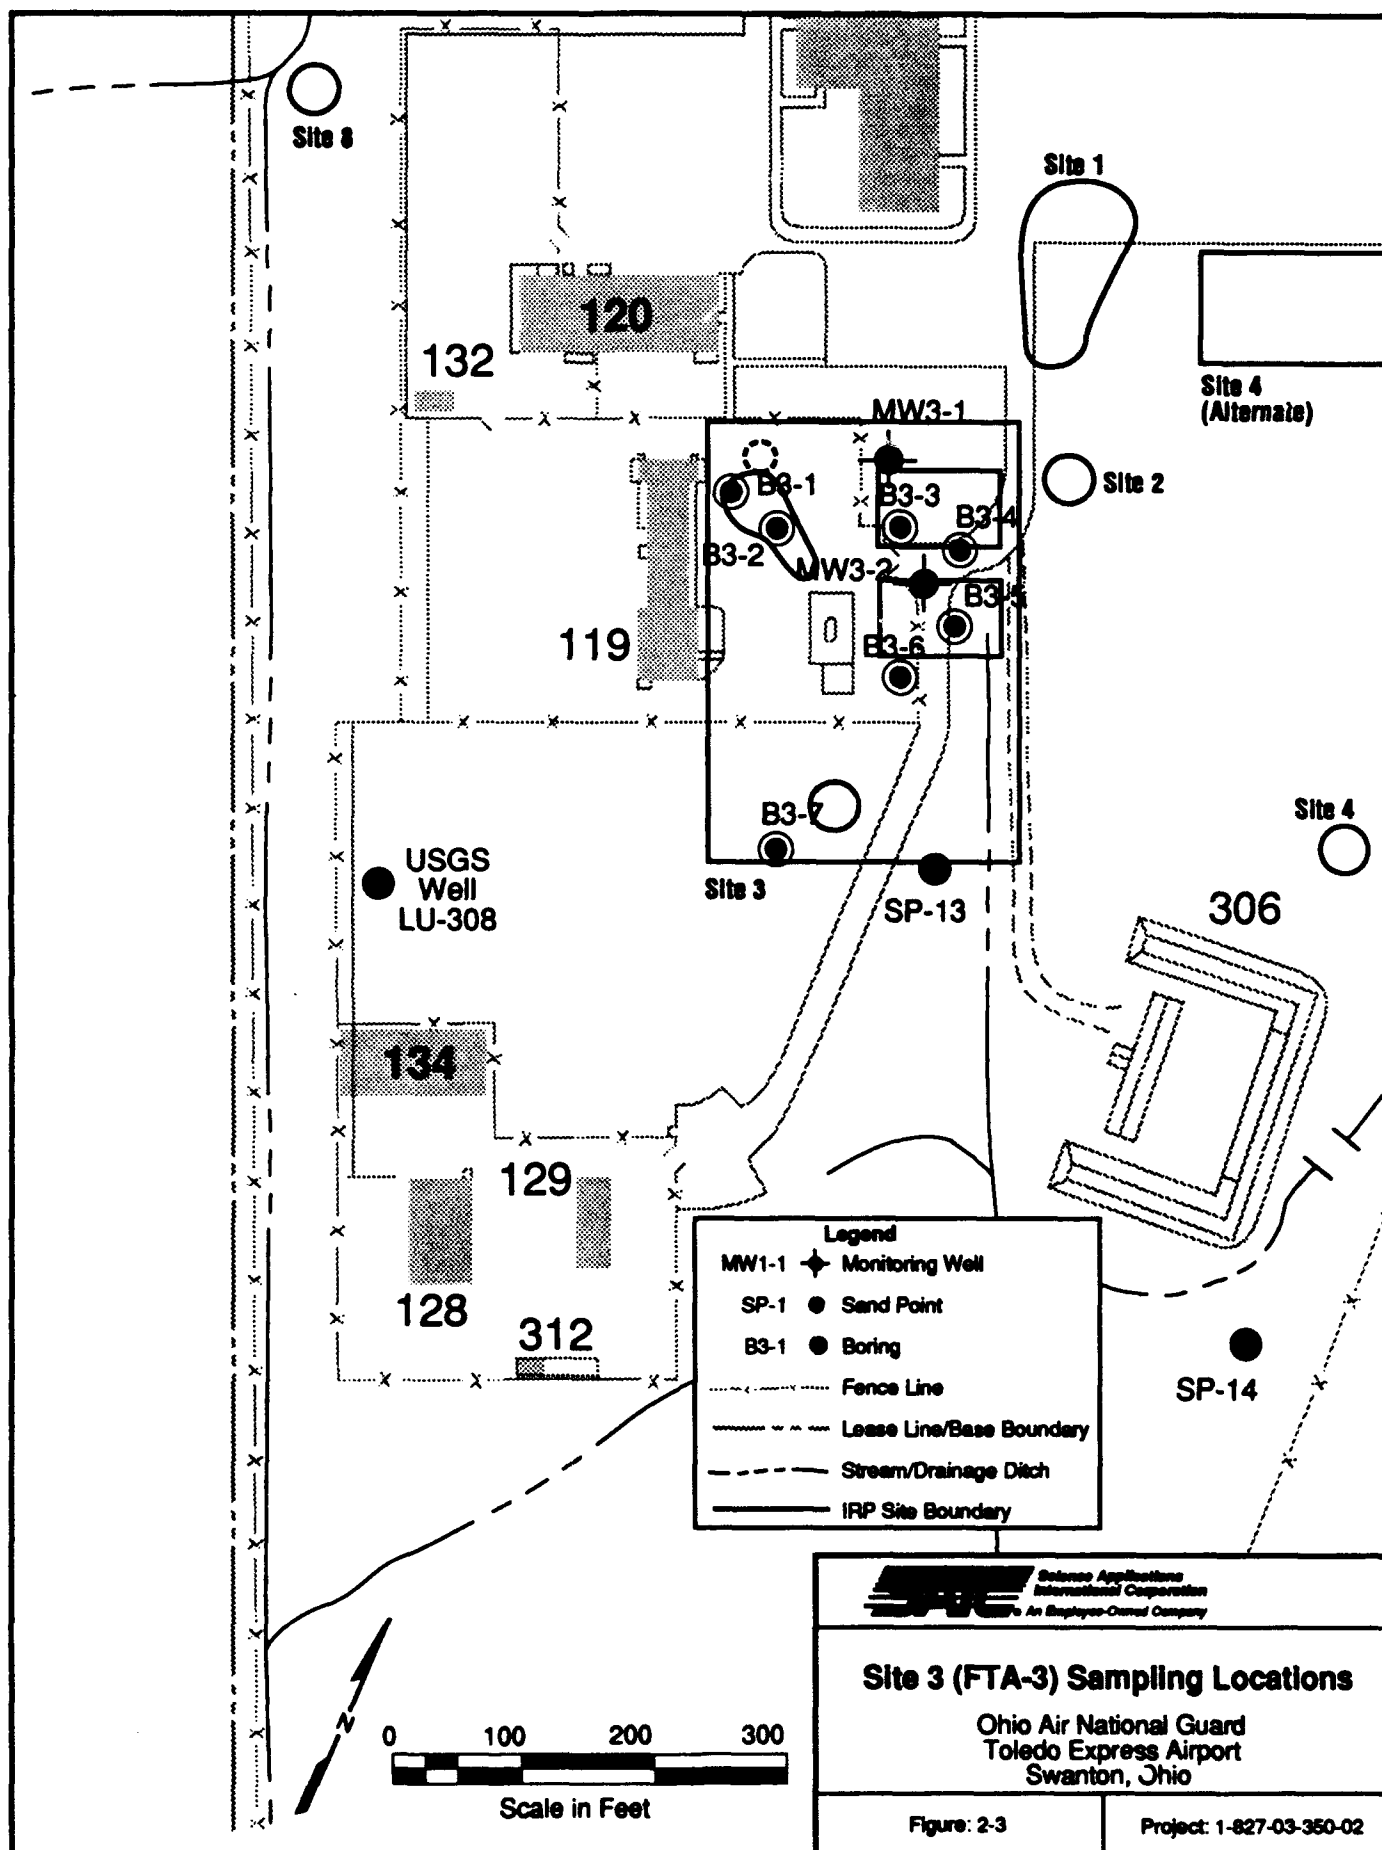 Site 8
Site 1
120
132
Site 4
(Alternate)
MW3-1
Site 2
B3-1
B3-3
B3-4
B3-2
MW3-2
B3-5
119
B3-6
B3-7
Site 4
USGS
Well
LU-308
Site 3
SP-13
306
134
129
128
312
Legend
MW1-1 Monitoring Well
SP-1 Sand Point
B3-1 Boring
Fence Line
Lease Line/Base Boundary
Stream/Drainage Ditch
IRP Site Boundary
SP-14
Science Applications
International Corporation
An Employee-Owned Company
Site 3 (FTA-3) Sampling Locations
Ohio Air National Guard
Toledo Express Airport
Swanton, Ohio
N
0 100 200 300
Scale in Feet
Figure: 2-3
Project: 1-827-03-350-02